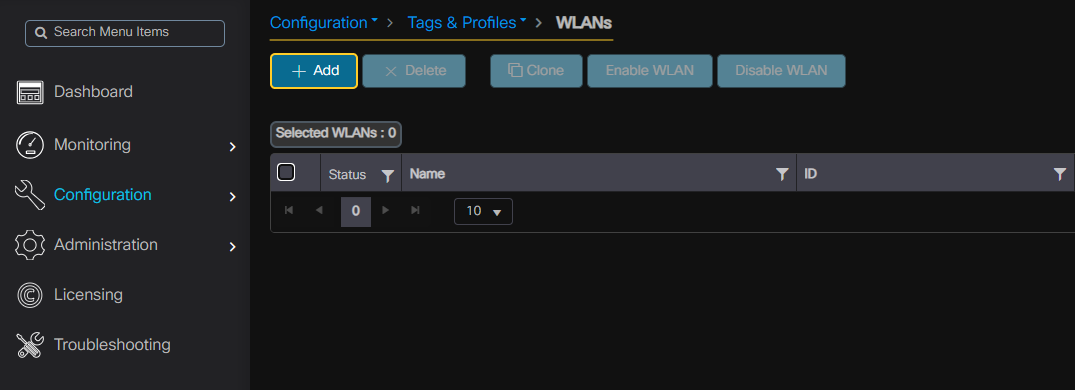 Search Menu Items
Dashboard
Monitoring
Configuration
Administration
Licensing
Troubleshooting
Configuration > Tags & Profiles > WLANs
+ Add × Delete Clone Enable WLAN Disable WLAN
Selected WLANs : 0
Status Name ID
0 10